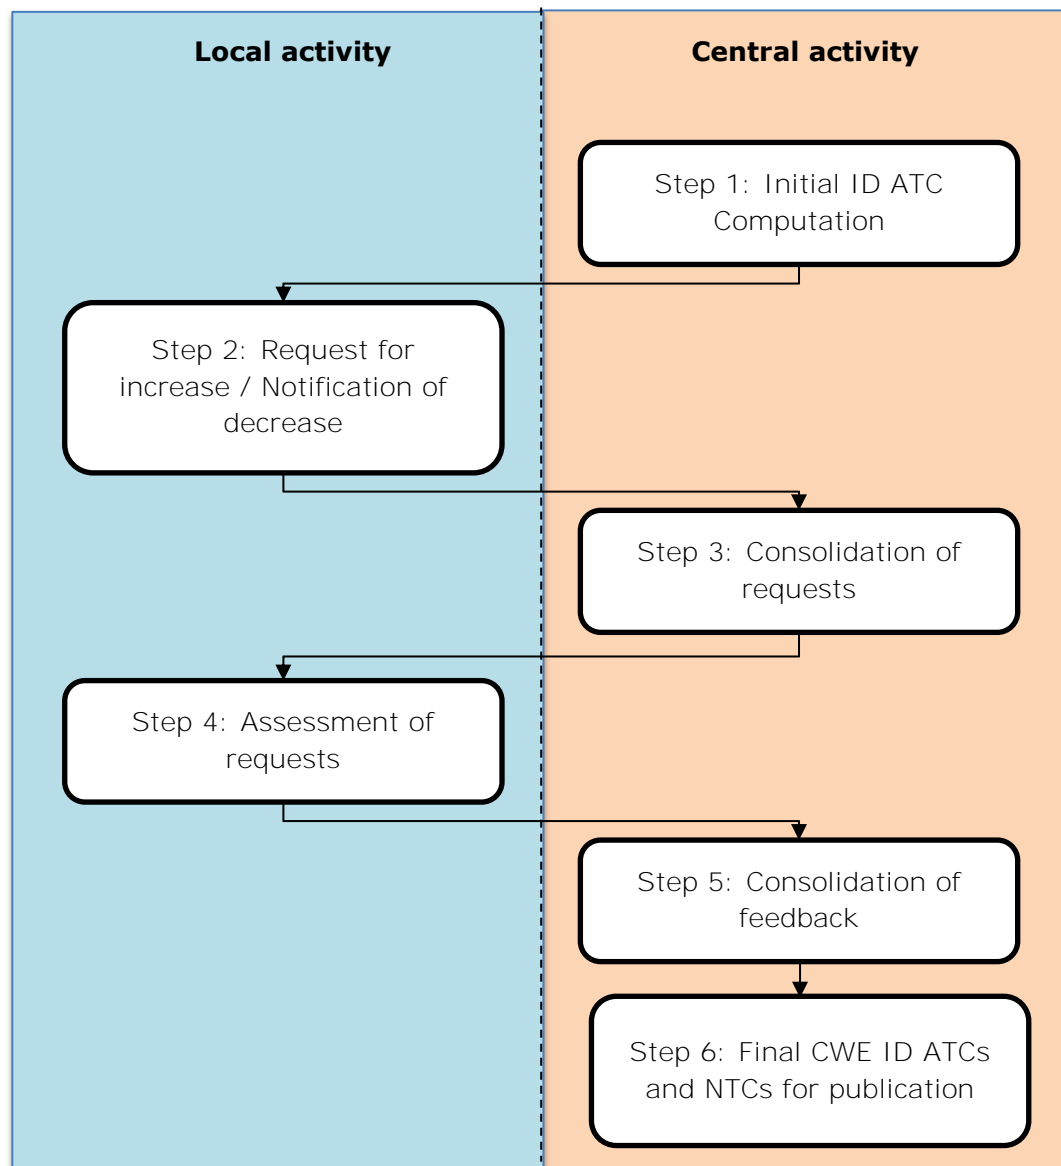 Local activity
Central activity
Step 1: Initial ID ATC
Computation
Step 2: Request for
increase / Notification of
decrease
Step 3: Consolidation of
requests
Step 4: Assessment of
requests
Step 5: Consolidation of
feedback
Step 6: Final CWE ID ATCs
and NTCs for publication